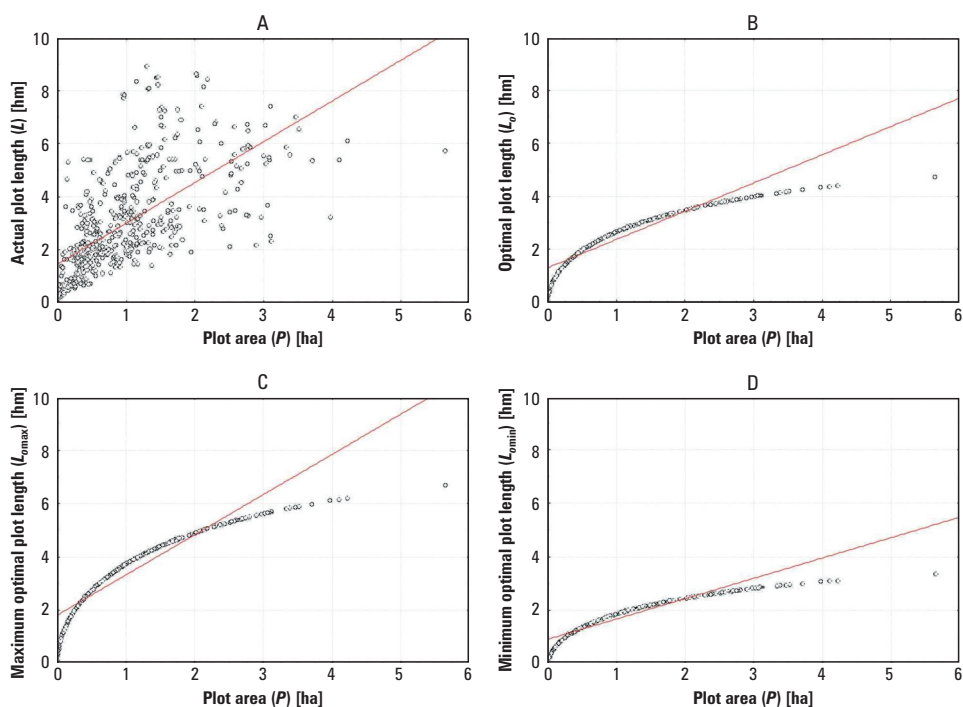 A
10
8
6
4
2
0
Actual plot length (L) [hm]
0 1 2 3 4 5 6
Plot area (P) [ha]
B
10
8
6
4
2
0
Optimal plot length (Lo) [hm]
0 1 2 3 4 5 6
Plot area (P) [ha]
C
10
8
6
4
2
0
Maximum optimal plot length (Lomax) [hm]
0 1 2 3 4 5 6
Plot area (P) [ha]
D
10
8
6
4
2
0
Minimum optimal plot length (Lomin) [hm]
0 1 2 3 4 5 6
Plot area (P) [ha]